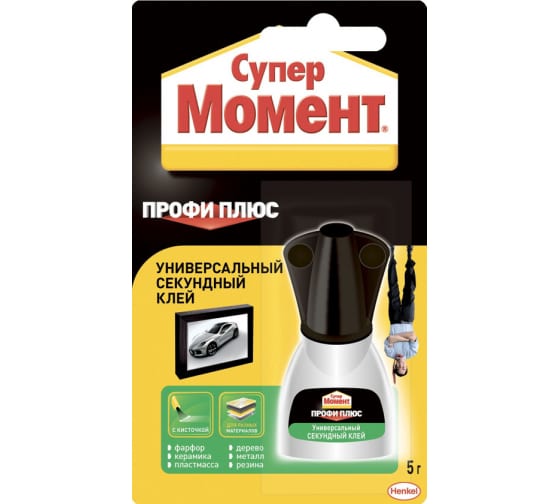 Супер
Момент®
ПРОФИ ПЛЮС
УНИВЕРСАЛЬНЫЙ
СЕКУНДНЫЙ
КЛЕЙ
С КИСТОЧКОЙ
ДЛЯ РАЗНЫХ
МАТЕРИАЛОВ
• фарфор
• керамика
• пластмасса
• дерево
• металл
• резина
Супер
Момент
ПРОФИ ПЛЮС
Универсальный
СЕКУНДНЫЙ КЛЕЙ
5 г
Henkel